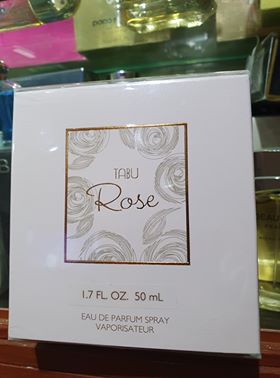 TABU
Rose
1.7 FL. OZ. 50 mL
EAU DE PARFUM SPRAY
VAPORISATEUR